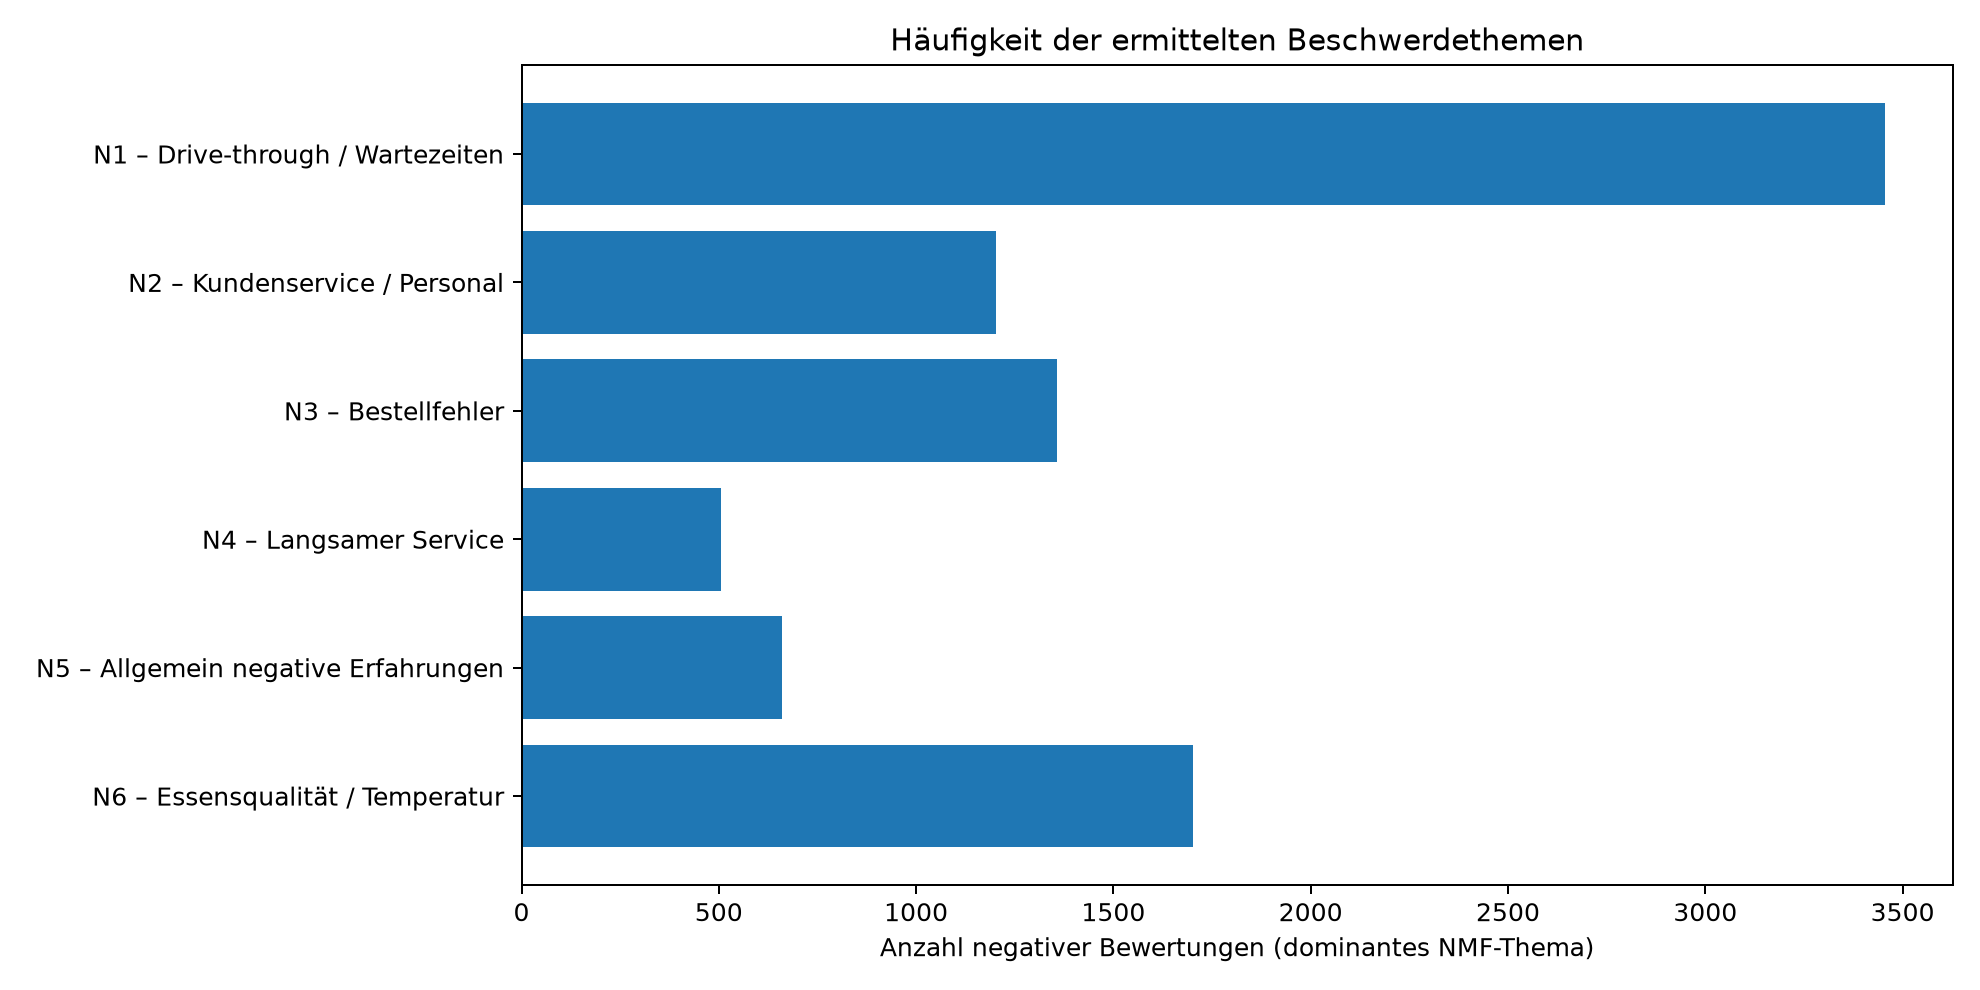 Häufigkeit der ermittelten Beschwerdethemen
N1 – Drive-through / Wartezeiten
N2 – Kundenservice / Personal
N3 – Bestellfehler
N4 – Langsamer Service
N5 – Allgemein negative Erfahrungen
N6 – Essensqualität / Temperatur
0 500 1000 1500 2000 2500 3000 3500
Anzahl negativer Bewertungen (dominantes NMF-Thema)